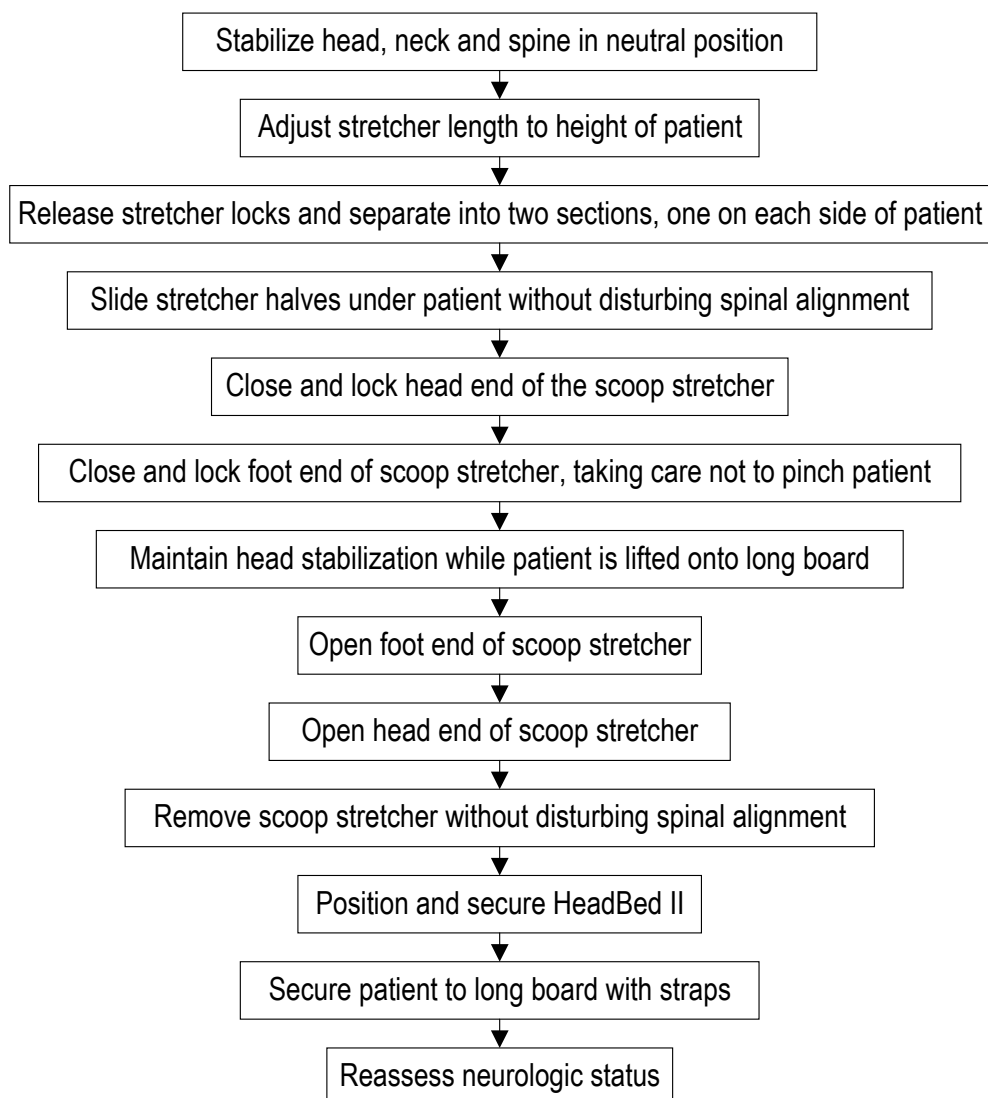 Stabilize head, neck and spine in neutral position
Adjust stretcher length to height of patient
Release stretcher locks and separate into two sections, one on each side of patient
Slide stretcher halves under patient without disturbing spinal alignment
Close and lock head end of the scoop stretcher
Close and lock foot end of scoop stretcher, taking care not to pinch patient
Maintain head stabilization while patient is lifted onto long board
Open foot end of scoop stretcher
Open head end of scoop stretcher
Remove scoop stretcher without disturbing spinal alignment
Position and secure HeadBed II
Secure patient to long board with straps
Reassess neurologic status